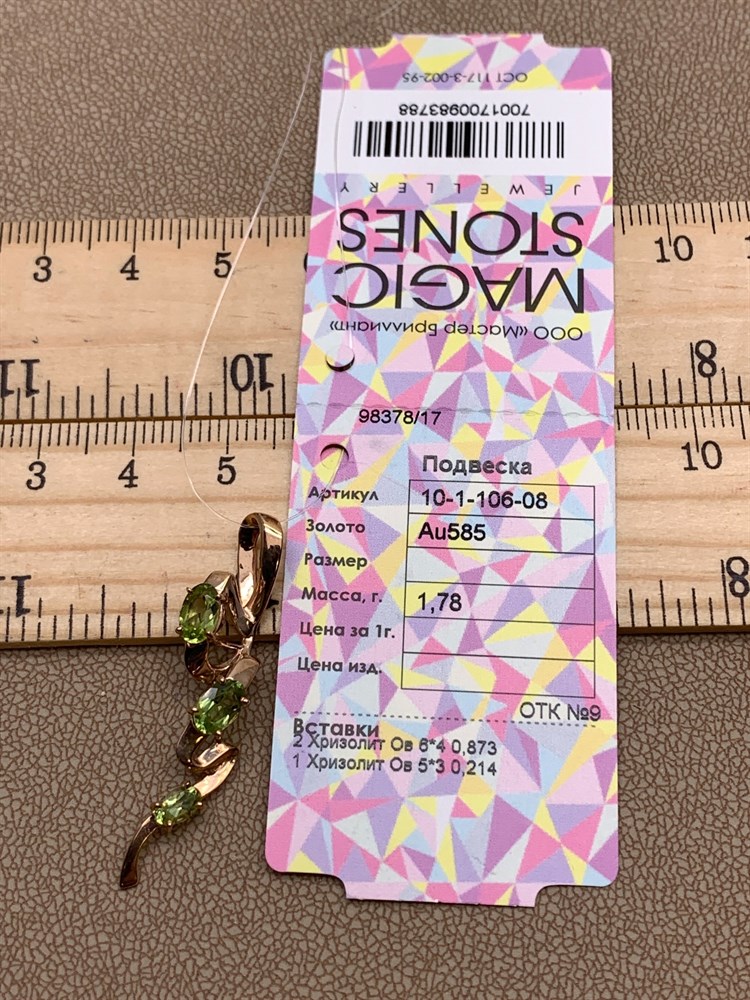 ОСТ 117-3-002-95
7001700983788
JEWELLERY
STONES
MAGIC
ООО «Мастер Бриллиант»
3 4 5 10
11 10 8
98378/17
3 4 5 10
11 8
Подвеска
Артикул 10-1-106-08
Золото Au585
Размер
Масса, г. 1,78
Цена за 1г.
Цена изд.
ОТК №9
Вставки
2 Хризолит Ов 6*4 0,873
1 Хризолит Ов 5*3 0,214